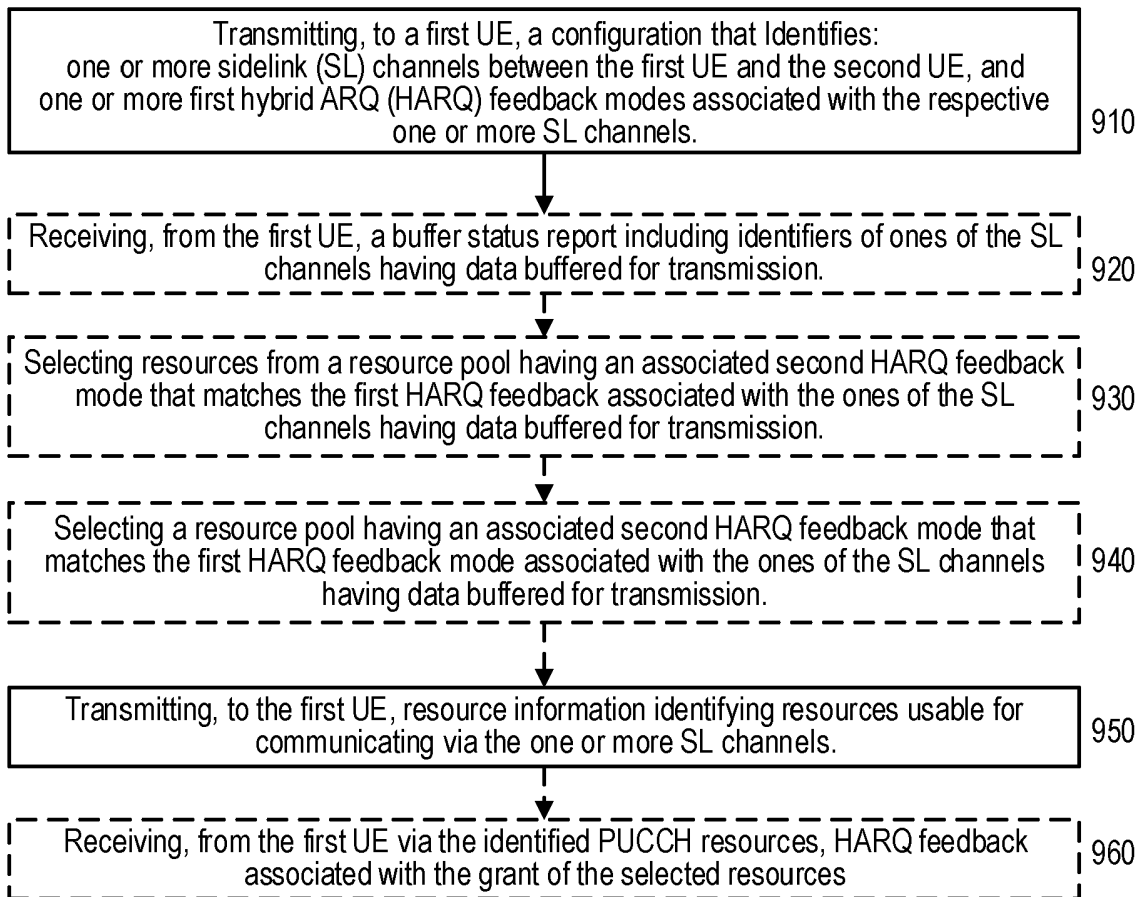 Transmitting, to a first UE, a configuration that Identifies:
one or more sidelink (SL) channels between the first UE and the second UE, and
one or more first hybrid ARQ (HARQ) feedback modes associated with the respective
one or more SL channels.
910
Receiving, from the first UE, a buffer status report including identifiers of ones of the SL
channels having data buffered for transmission.
920
Selecting resources from a resource pool having an associated second HARQ feedback
mode that matches the first HARQ feedback associated with the ones of the SL
channels having data buffered for transmission.
930
Selecting a resource pool having an associated second HARQ feedback mode that
matches the first HARQ feedback mode associated with the ones of the SL channels
having data buffered for transmission.
940
Transmitting, to the first UE, resource information identifying resources usable for
communicating via the one or more SL channels.
950
Receiving, from the first UE via the identified PUCCH resources, HARQ feedback
associated with the grant of the selected resources
960